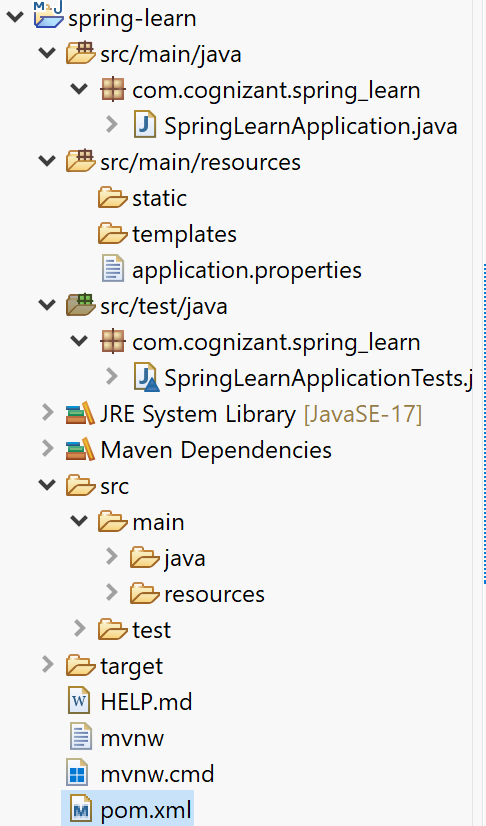 spring-learn
src/main/java
com.cognizant.spring_learn
SpringLearnApplication.java
src/main/resources
static
templates
application.properties
src/test/java
com.cognizant.spring_learn
SpringLearnApplicationTests.j
JRE System Library [JavaSE-17]
Maven Dependencies
src
main
java
resources
test
target
HELP.md
mvnw
mvnw.cmd
pom.xml